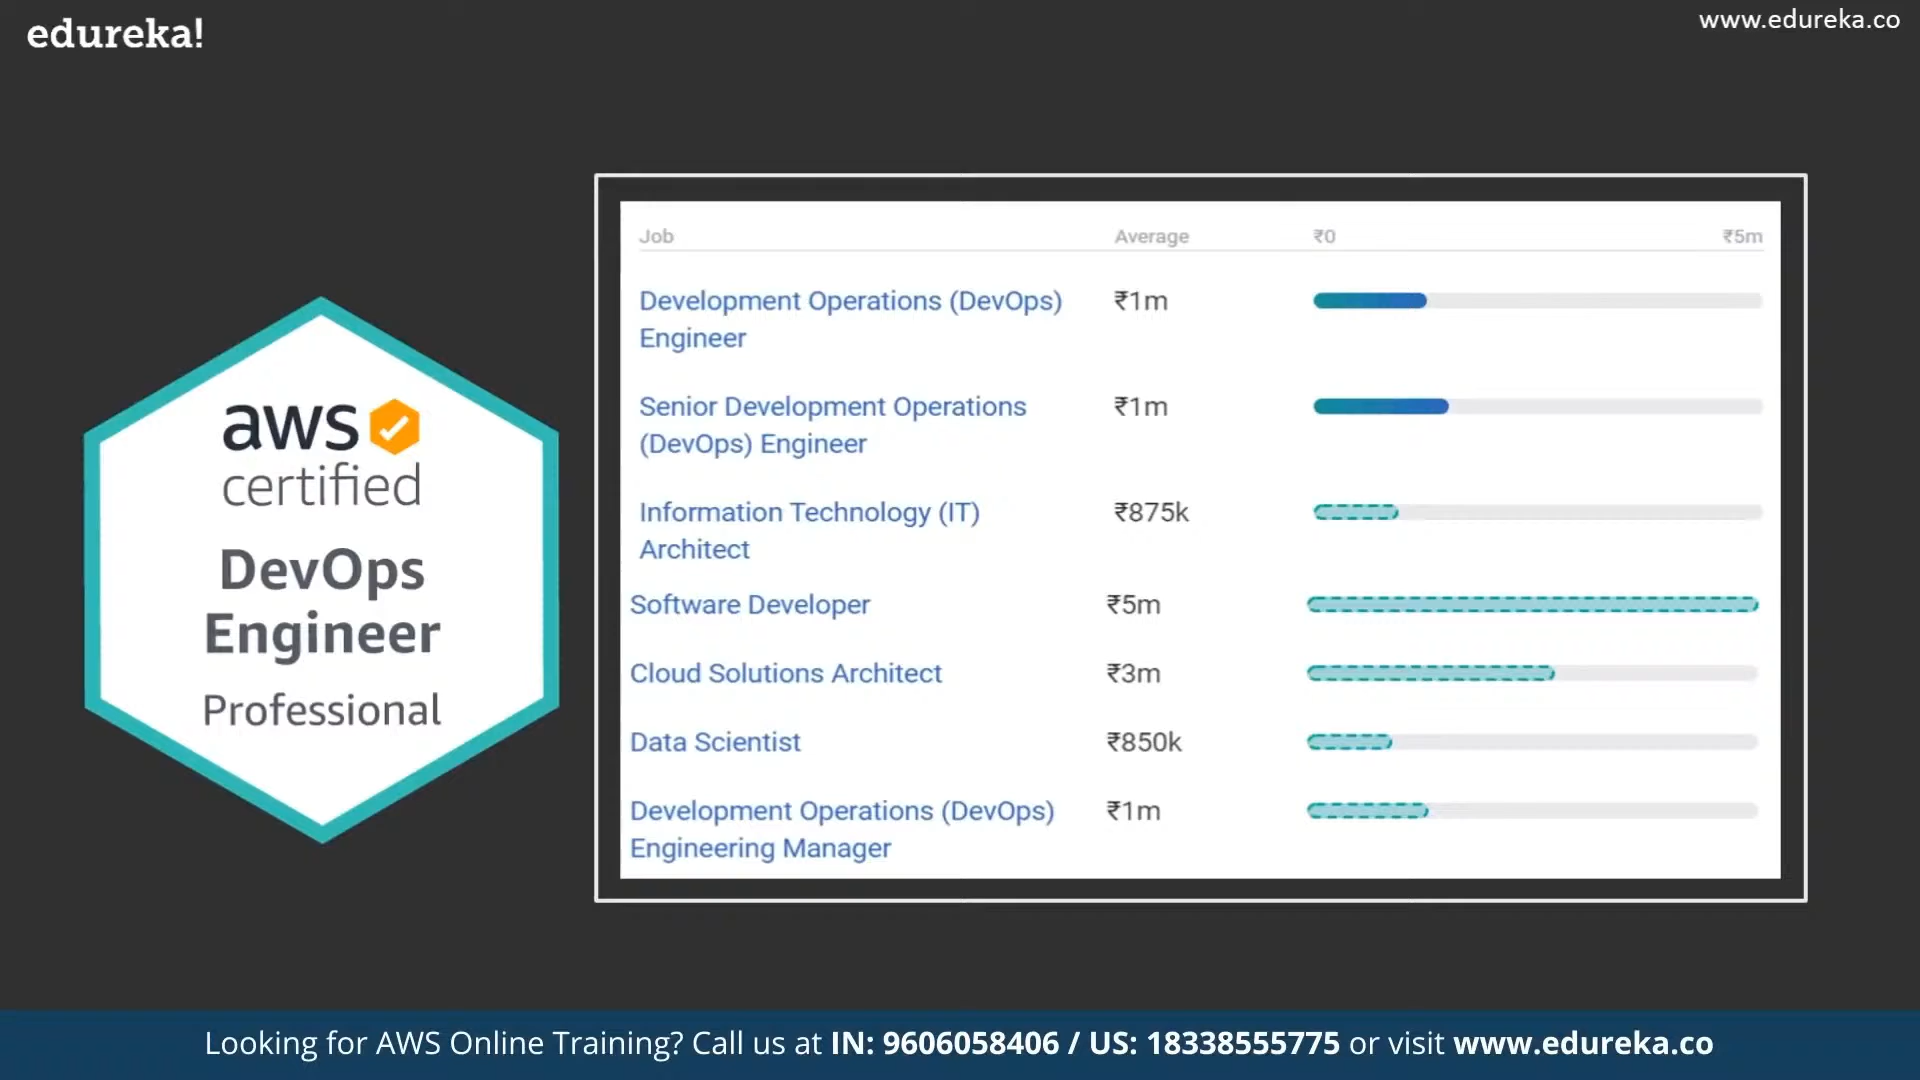 edureka!
www.edureka.co
aws
certified
DevOps
Engineer
Professional
Job Average ₹0 ₹5m
Development Operations (DevOps)
Engineer
₹1m
Senior Development Operations
(DevOps) Engineer
₹1m
Information Technology (IT)
Architect
₹875k
Software Developer ₹5m
Cloud Solutions Architect ₹3m
Data Scientist ₹850k
Development Operations (DevOps)
Engineering Manager
₹1m
Looking for AWS Online Training? Call us at IN: 9606058406 / US: 18338555775 or visit www.edureka.co